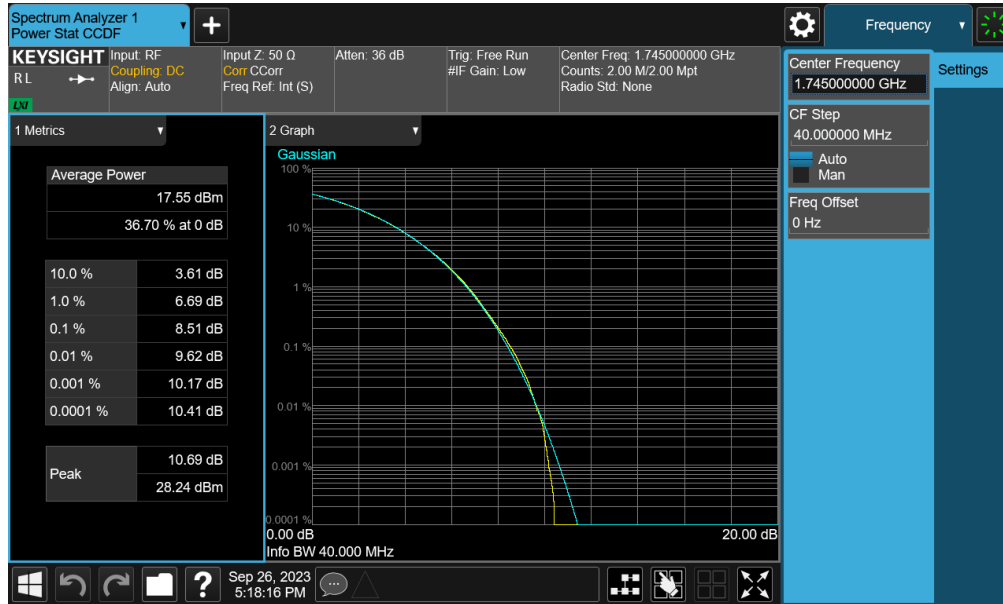 Spectrum Analyzer 1
Power Stat CCDF
Frequency
KEYSIGHT
RL
LXI
Input: RF
Coupling: DC
Align: Auto
Input Z: 50 Ω
Corr CCorr
Freq Ref: Int (S)
Atten: 36 dB
Trig: Free Run
#IF Gain: Low
Center Freq: 1.745000000 GHz
Counts: 2.00 M/2.00 Mpt
Radio Std: None
Center Frequency
1.745000000 GHz
Settings
CF Step
40.000000 MHz
Auto
Man
Freq Offset
0 Hz
1 Metrics
Average Power
17.55 dBm
36.70 % at 0 dB
10.0 % 3.61 dB
1.0 % 6.69 dB
0.1 % 8.51 dB
0.01 % 9.62 dB
0.001 % 10.17 dB
0.0001 % 10.41 dB
Peak
10.69 dB
28.24 dBm
2 Graph
Gaussian
100 %
10 %
1 %
0.1 %
0.01 %
0.001 %
0.0001 %
0.00 dB 20.00 dB
Info BW 40.000 MHz
?
Sep 26, 2023
5:18:16 PM